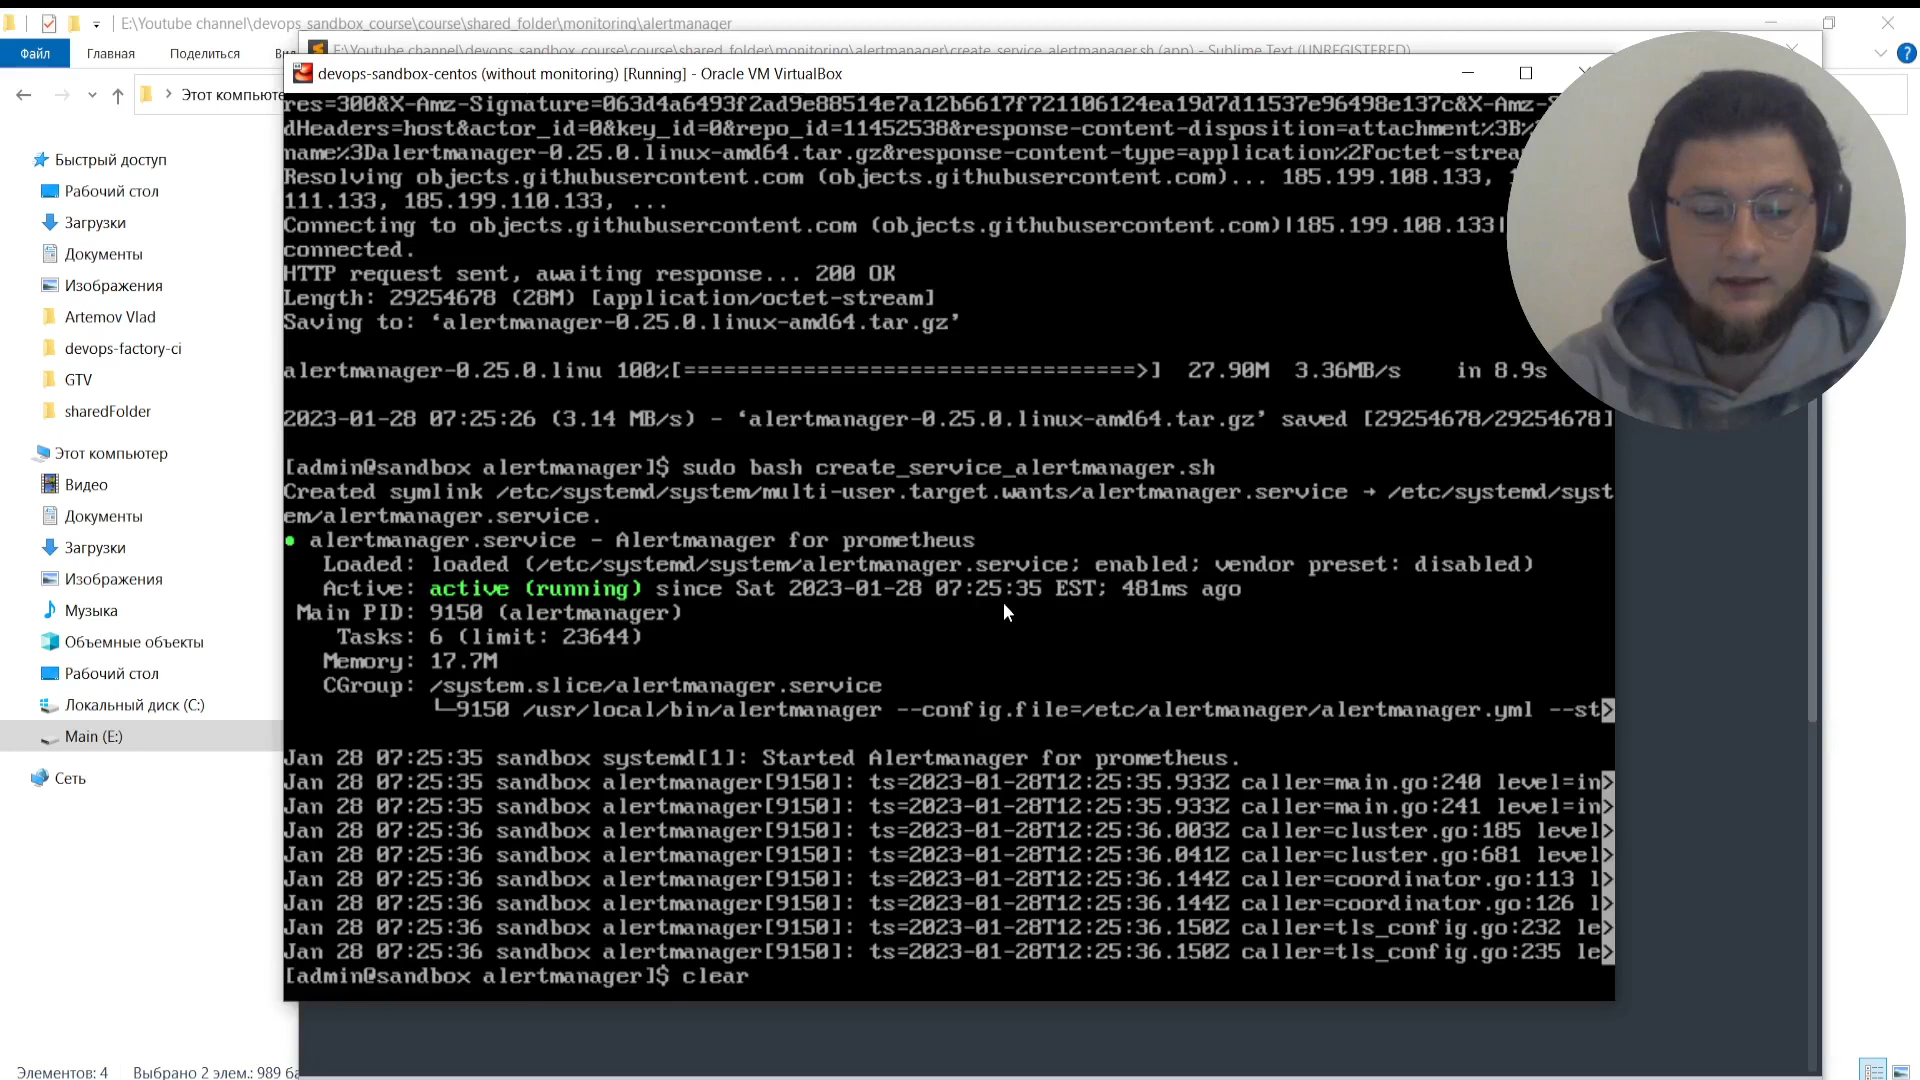 E:\Youtube channel\devops_sandbox_course\course\shared_folder\monitoring\alertmanager
Файл
Главная
Поделиться
E:\Youtube channel\devops_sandbox_course\course\shared_folder\monitoring\alertmanager\create_service_alertmanager.sh (app) - Sublime Text (UNREGISTERED)
devops-sandbox-centos (without monitoring) [Running] - Oracle VM VirtualBox
Этот компьюте
Быстрый доступ
Рабочий стол
Загрузки
Документы
Изображения
Artemov Vlad
devops-factory-ci
GTV
sharedFolder
Этот компьютер
Видео
Документы
Загрузки
Изображения
Музыка
Объемные объекты
Рабочий стол
Локальный диск (C:)
Main (E:)
Сеть
res=300&X-Amz-Signature=063d4a6493f2ad9e88514e7a12b6617f721106124ea19d7d11537e96498e137c&X-Amz-S
dHeaders=host&actor_id=0&key_id=0&repo_id=11452538&response-content-disposition=attachment%3B%
name%3Dalertmanager-0.25.0.linux-amd64.tar.gz&response-content-type=application%2Foctet-strea
Resolving objects.githubusercontent.com (objects.githubusercontent.com)... 185.199.108.133,
111.133, 185.199.110.133, ...
Connecting to objects.githubusercontent.com (objects.githubusercontent.com)|185.199.108.133|
connected.
HTTP request sent, awaiting response... 200 OK
Length: 29254678 (28M) [application/octet-stream]
Saving to: ‘alertmanager-0.25.0.linux-amd64.tar.gz’
alertmanager-0.25.0.linu 100%[==================================>] 27.90M 3.36MB/s in 8.9s
2023-01-28 07:25:26 (3.14 MB/s) - ‘alertmanager-0.25.0.linux-amd64.tar.gz’ saved [29254678/29254678]
[admin@sandbox alertmanager]$ sudo bash create_service_alertmanager.sh
Created symlink /etc/systemd/system/multi-user.target.wants/alertmanager.service → /etc/systemd/syst
em/alertmanager.service.
● alertmanager.service - Alertmanager for prometheus
Loaded: loaded (/etc/systemd/system/alertmanager.service; enabled; vendor preset: disabled)
Active: active (running) since Sat 2023-01-28 07:25:35 EST; 481ms ago
Main PID: 9150 (alertmanager)
Tasks: 6 (limit: 23644)
Memory: 17.7M
CGroup: /system.slice/alertmanager.service
└─9150 /usr/local/bin/alertmanager --config.file=/etc/alertmanager/alertmanager.yml --st>
Jan 28 07:25:35 sandbox systemd[1]: Started Alertmanager for prometheus.
Jan 28 07:25:35 sandbox alertmanager[9150]: ts=2023-01-28T12:25:35.933Z caller=main.go:240 level=in>
Jan 28 07:25:35 sandbox alertmanager[9150]: ts=2023-01-28T12:25:35.933Z caller=main.go:241 level=in>
Jan 28 07:25:36 sandbox alertmanager[9150]: ts=2023-01-28T12:25:36.003Z caller=cluster.go:185 level>
Jan 28 07:25:36 sandbox alertmanager[9150]: ts=2023-01-28T12:25:36.041Z caller=cluster.go:681 level>
Jan 28 07:25:36 sandbox alertmanager[9150]: ts=2023-01-28T12:25:36.144Z caller=coordinator.go:113 l>
Jan 28 07:25:36 sandbox alertmanager[9150]: ts=2023-01-28T12:25:36.144Z caller=coordinator.go:126 l>
Jan 28 07:25:36 sandbox alertmanager[9150]: ts=2023-01-28T12:25:36.150Z caller=tls_config.go:232 le>
Jan 28 07:25:36 sandbox alertmanager[9150]: ts=2023-01-28T12:25:36.150Z caller=tls_config.go:235 le>
[admin@sandbox alertmanager]$ clear
Элементов: 4
Выбрано 2 элем.: 989 ба